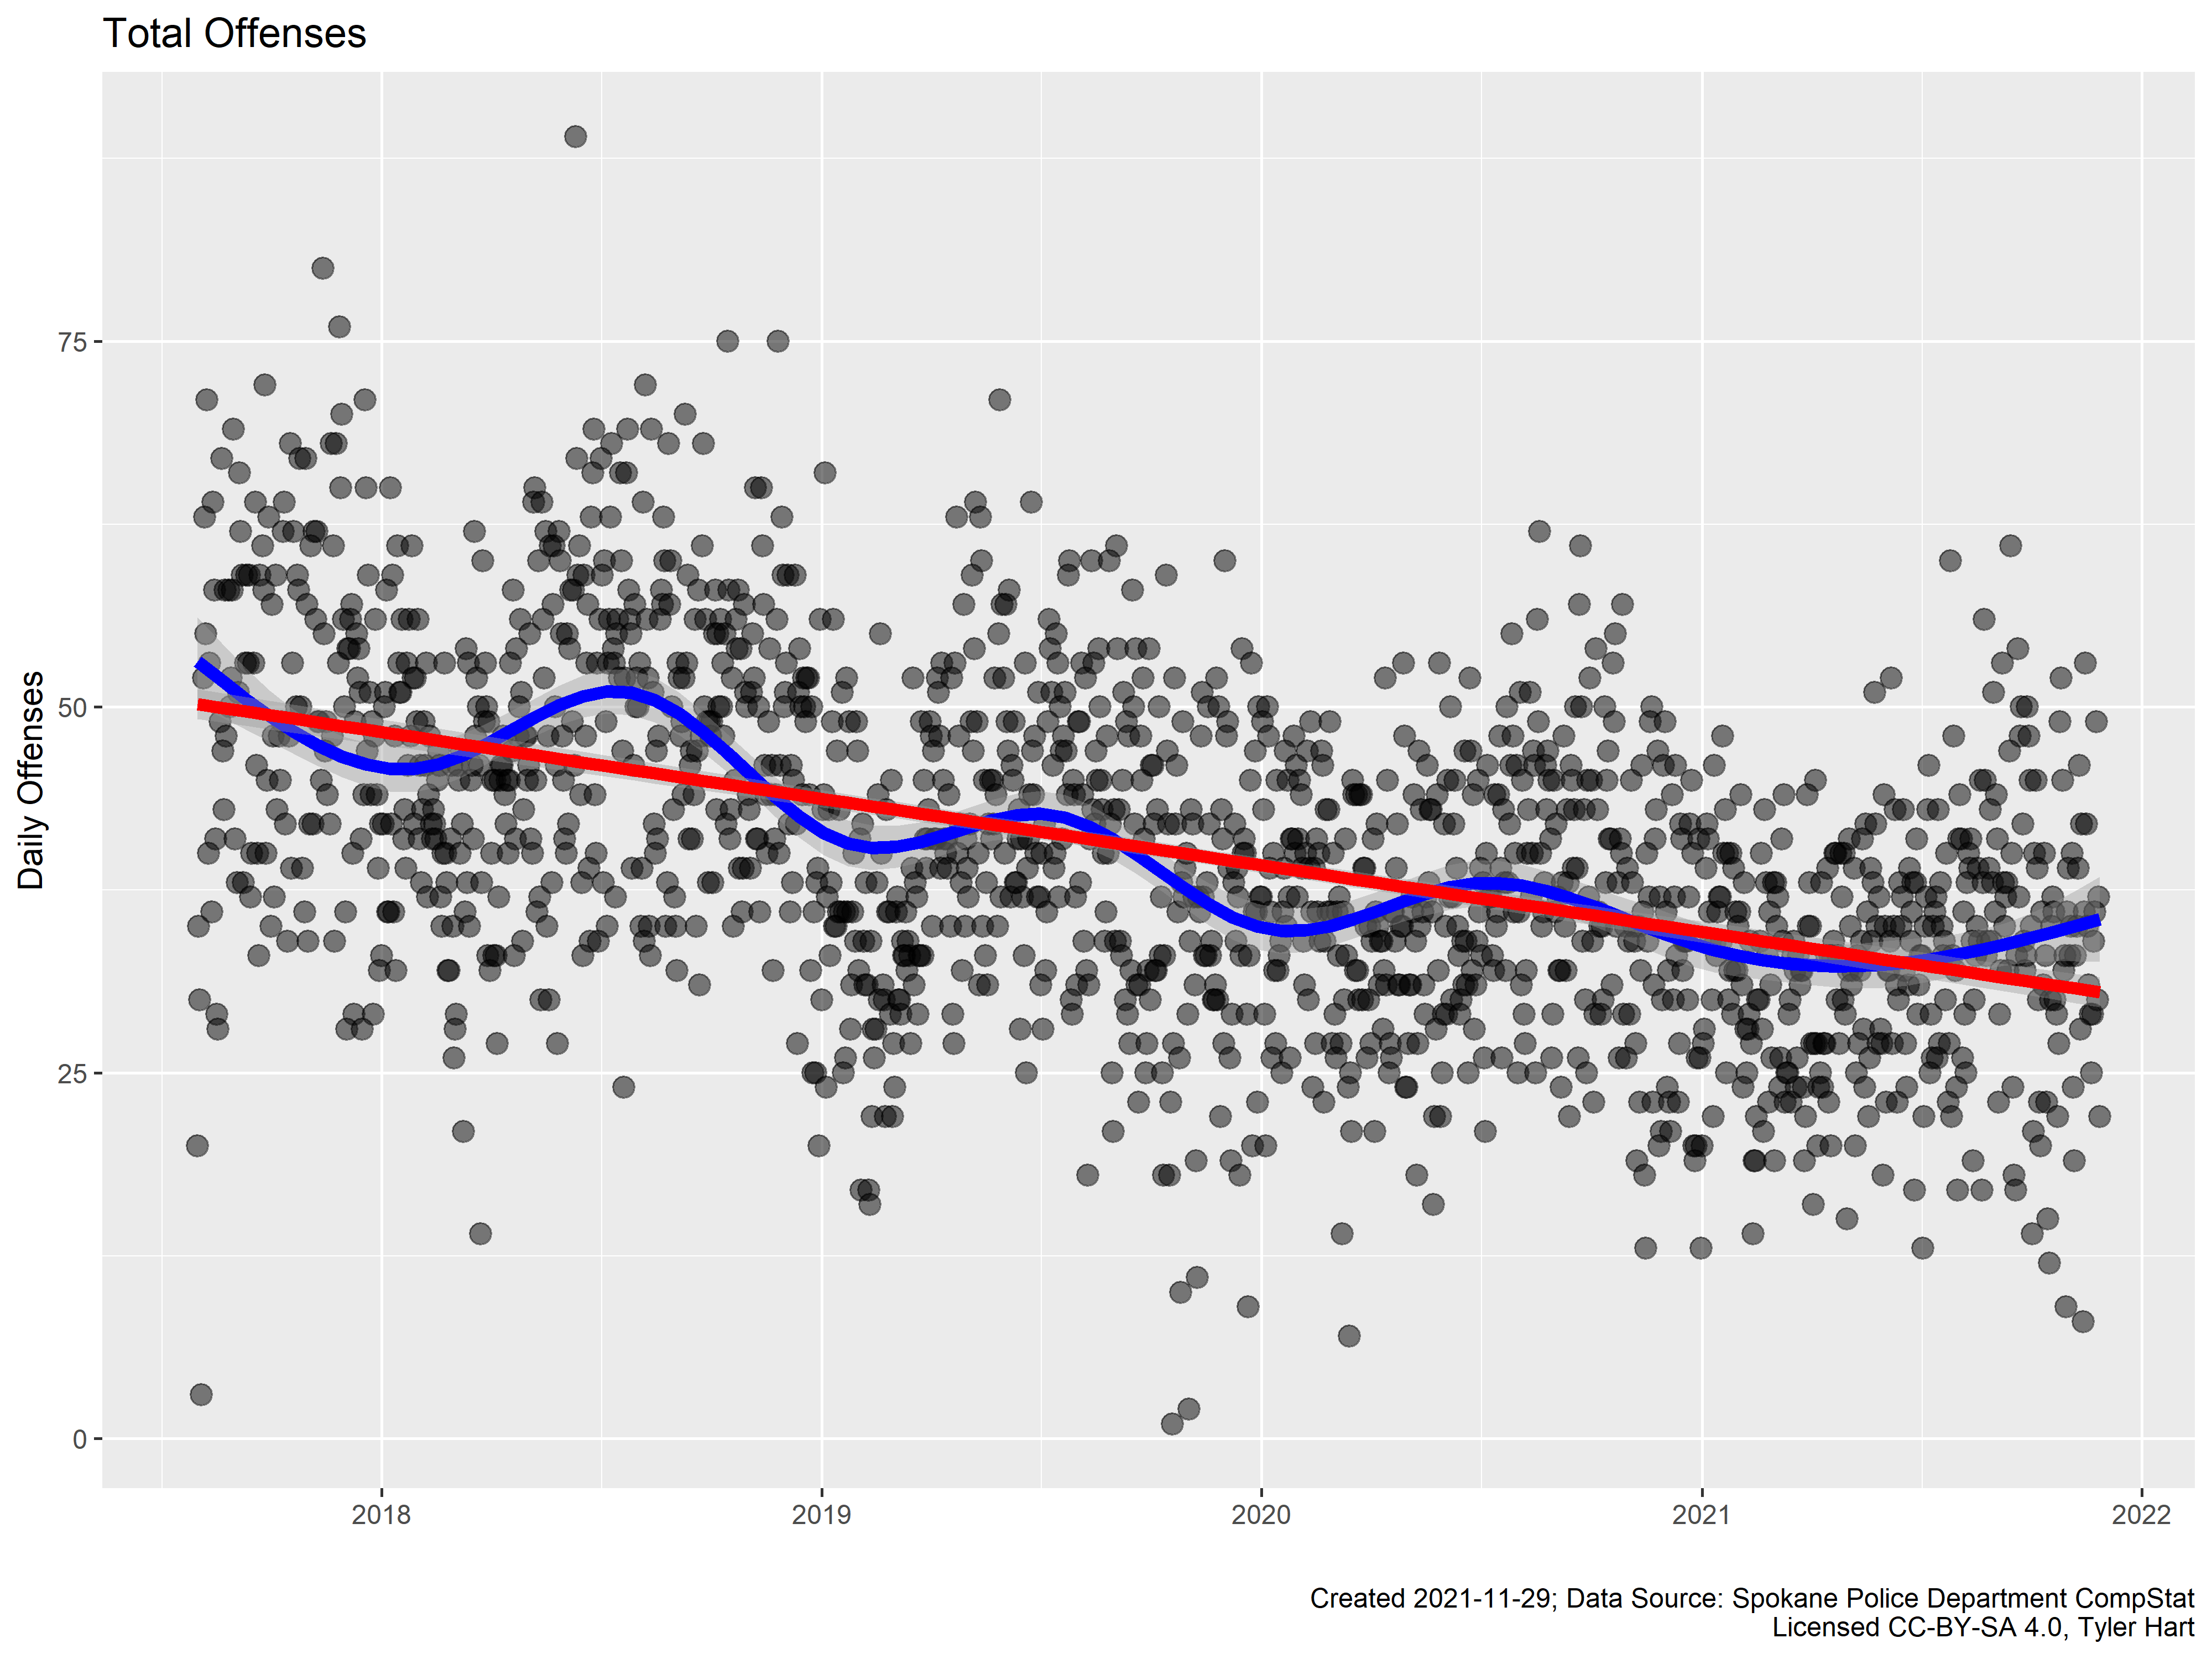 Total Offenses
75
50
25
0
Daily Offenses
2018
2019
2020
2021
2022
Created 2021-11-29; Data Source: Spokane Police Department CompStat
Licensed CC-BY-SA 4.0, Tyler Hart